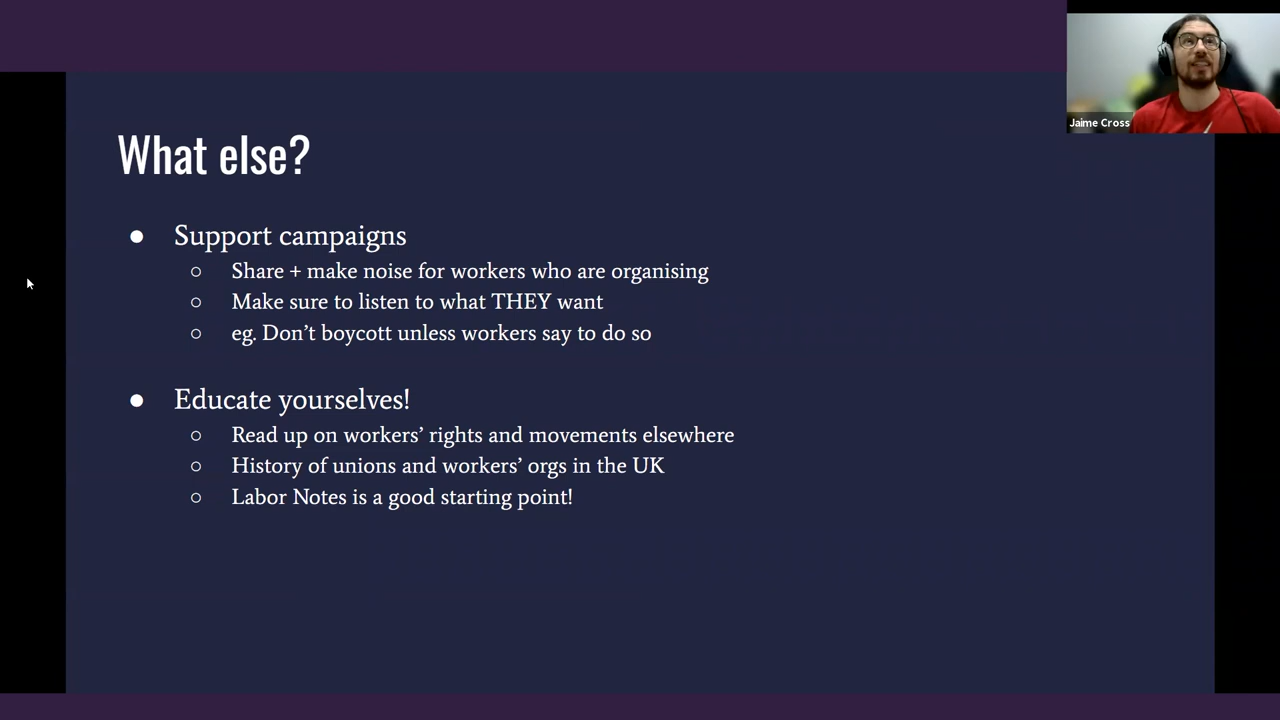 What else?
● Support campaigns
○ Share + make noise for workers who are organising
○ Make sure to listen to what THEY want
○ eg. Don’t boycott unless workers say to do so
● Educate yourselves!
○ Read up on workers’ rights and movements elsewhere
○ History of unions and workers’ orgs in the UK
○ Labor Notes is a good starting point!
Jaime Cross